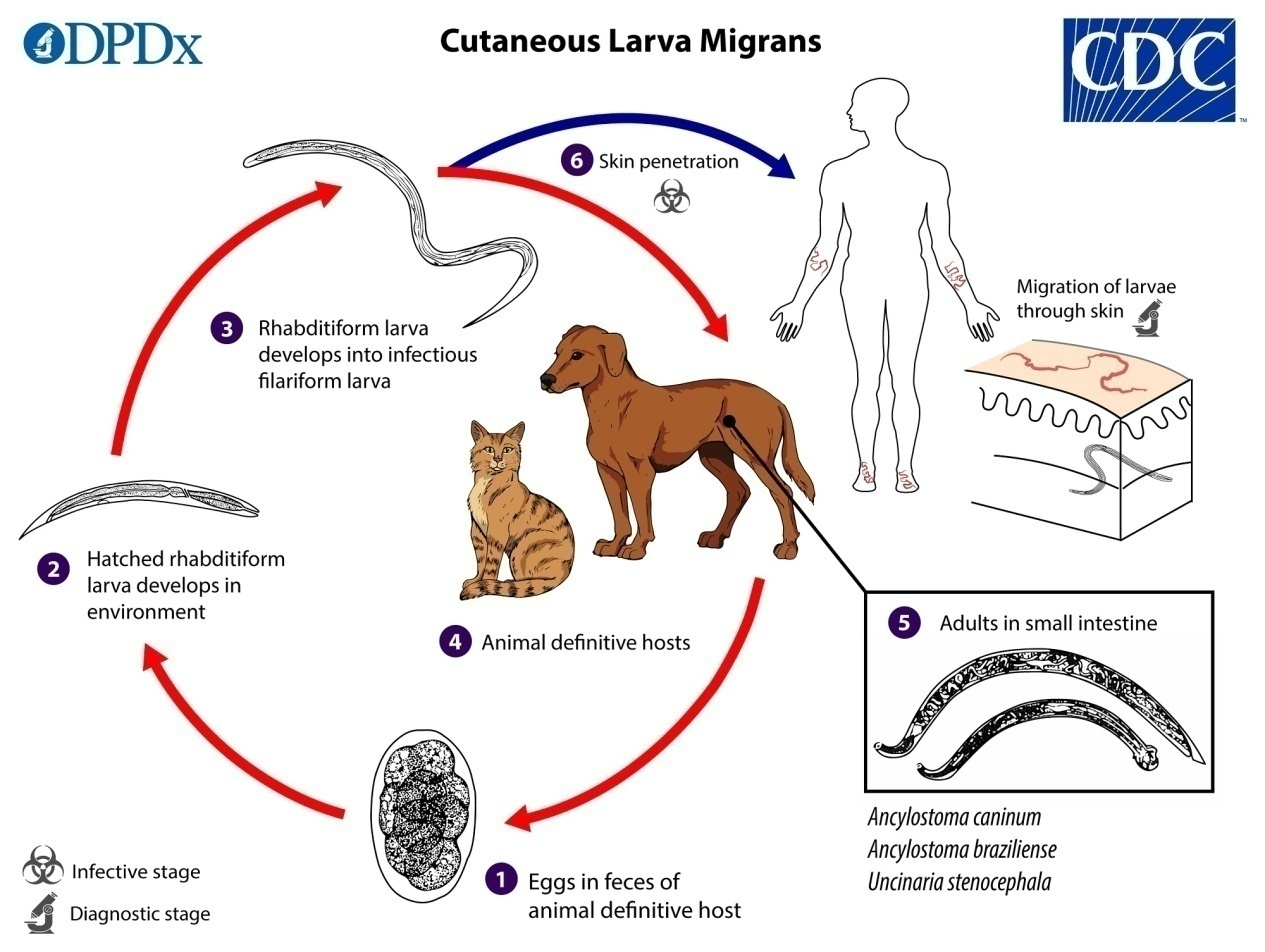 DPDx
Cutaneous Larva Migrans
CDC
TM
6 Skin penetration
Migration of larvae
through skin
3 Rhabditiform larva
develops into infectious
filariform larva
2 Hatched rhabditiform
larva develops in
environment
4 Animal definitive hosts
5 Adults in small intestine
Ancylostoma caninum
Ancylostoma braziliense
Uncinaria stenocephala
1 Eggs in feces of
animal definitive host
Infective stage
Diagnostic stage